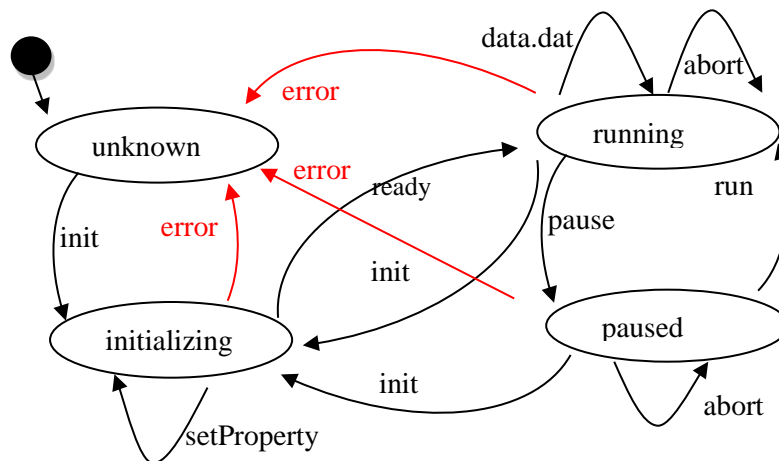 data.dat
abort
error
unknown
running
error
ready
run
init
error
pause
init
initializing
paused
init
abort
setProperty